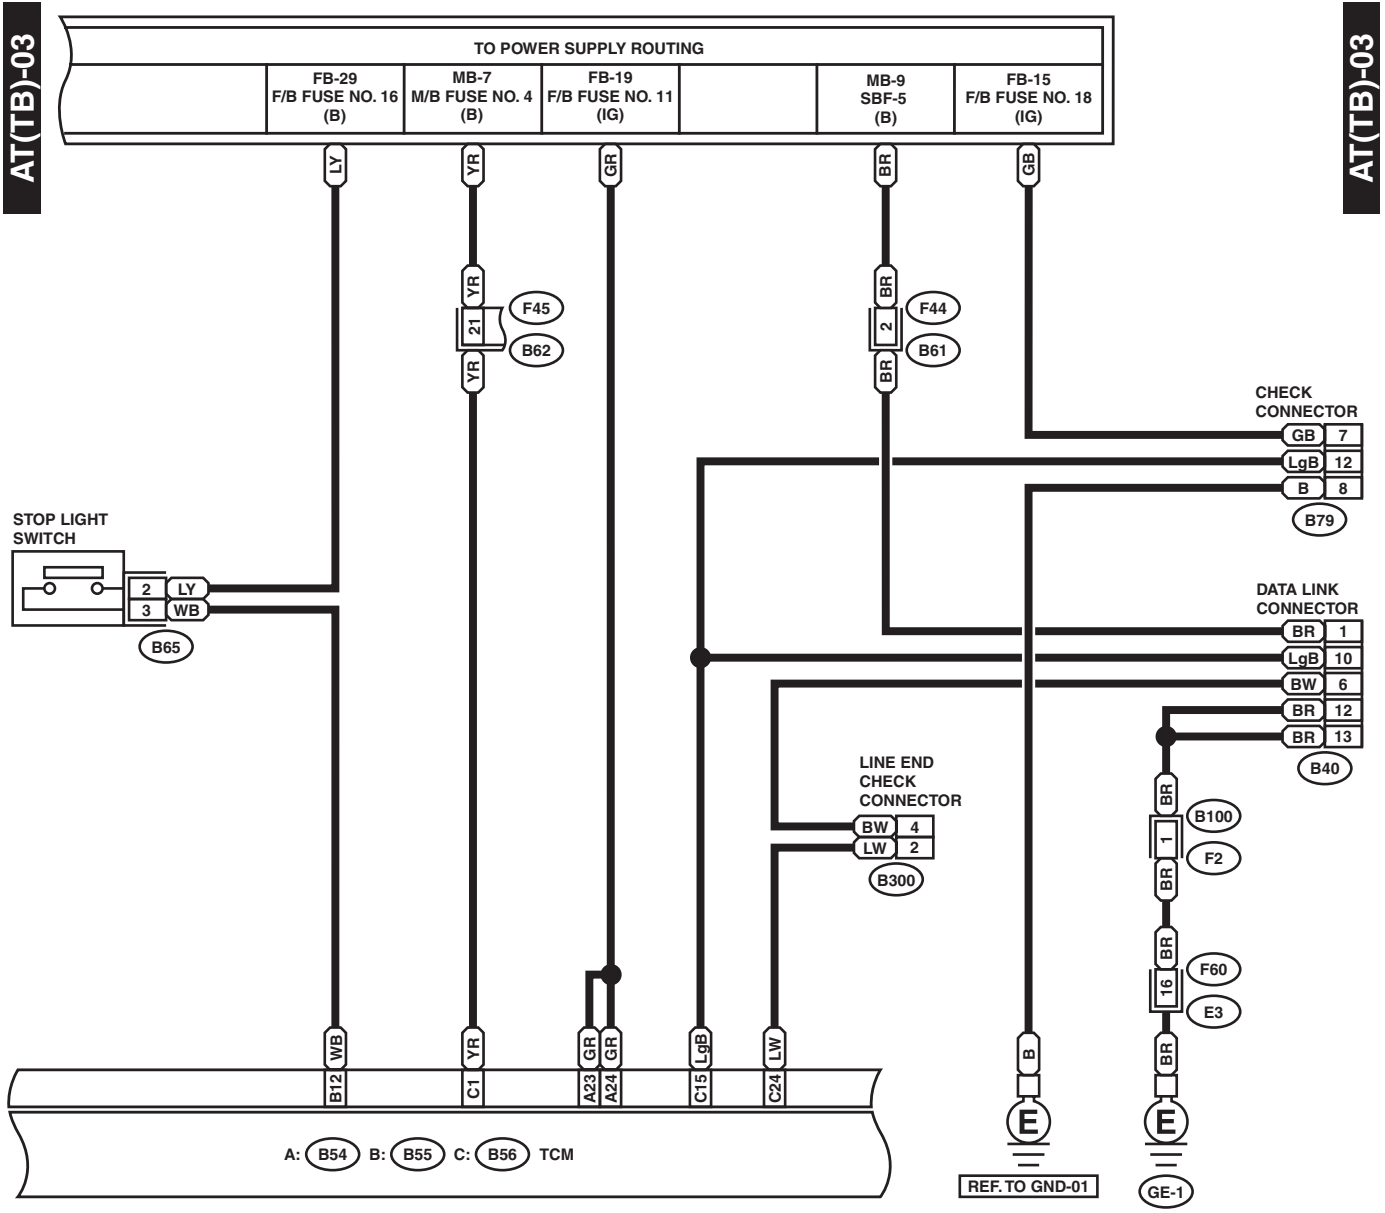 AT(TB)-03
AT(TB)-03
TO POWER SUPPLY ROUTING
FB-29
F/B FUSE NO. 16
(B)
MB-7
M/B FUSE NO. 4
(B)
FB-19
F/B FUSE NO. 11
(IG)
MB-9
SBF-5
(B)
FB-15
F/B FUSE NO. 18
(IG)
LY
YR
GR
BR
GB
YR
21
YR
F45
B62
BR
2
BR
F44
B61
CHECK
CONNECTOR
GB 7
LgB 12
B 8
B79
STOP LIGHT
SWITCH
2 LY
3 WB
B65
DATA LINK
CONNECTOR
BR 1
LgB 10
BW 6
BR 12
BR 13
B40
LINE END
CHECK
CONNECTOR
BW 4
LW 2
B300
BR
1
BR
B100
F2
BR
16
BR
F60
E3
WB
YR
GR
GR
LgB
LW
B
B12
C1
A23
A24
C15
C24
E
E
A: B54 B: B55 C: B56 TCM
REF. TO GND-01
GE-1